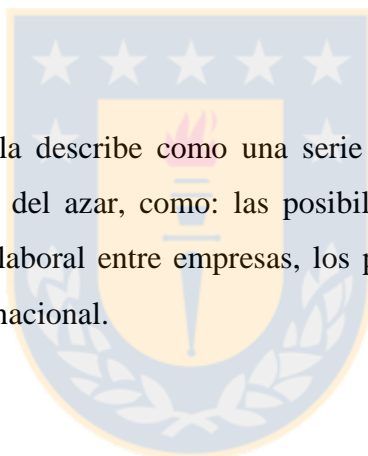 la describe como una serie
del azar, como: las posibil
laboral entre empresas, los p
nacional.